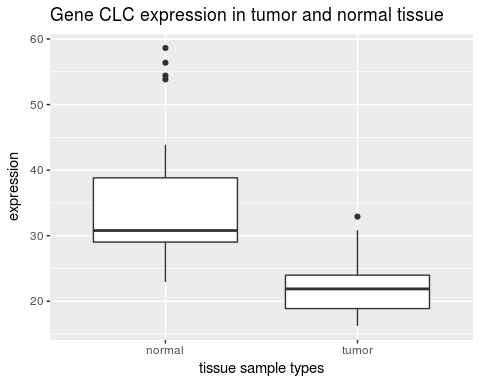 Gene CLC expression in tumor and normal tissue
60
50
40
30
20
expression
normal tumor
tissue sample types